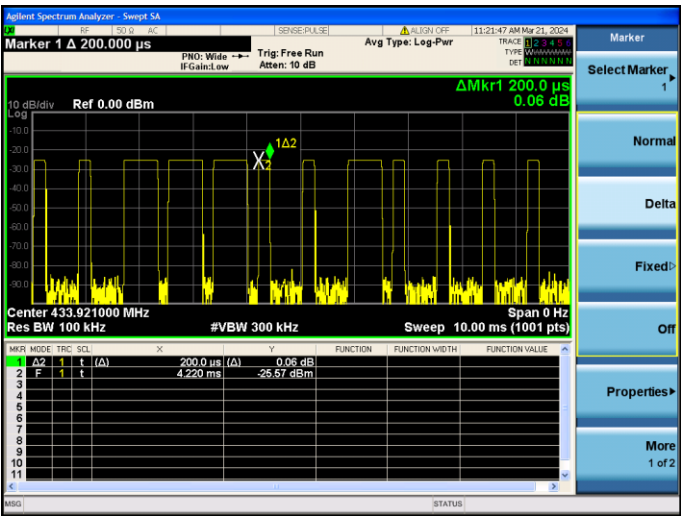 Agilent Spectrum Analyzer - Swept SA
RF 50 Ω AC SENSE:PULSE ALIGN OFF 11:21:47 AM Mar 21, 2024
Marker 1 Δ 200.000 µs
PNO: Wide
IFGain:Low
Trig: Free Run
Atten: 10 dB
Avg Type: Log-Pwr
TRACE 1 2 3 4 5 6
TYPE
DET N N N N N N
ΔMkr1 200.0 µs
0.06 dB
10 dB/div Ref 0.00 dBm
Log
-10.0
-20.0
-30.0
-40.0
-50.0
-60.0
-70.0
-80.0
-90.0
1Δ2
2
Center 433.921000 MHz Span 0 Hz
Res BW 100 kHz #VBW 300 kHz Sweep 10.00 ms (1001 pts)
MKR MODE TRC SCL X Y FUNCTION FUNCTION WIDTH FUNCTION VALUE
1 Δ2 1 t (Δ) 200.0 µs (Δ) 0.06 dB
2 F 1 t 4.220 ms -25.57 dBm
3
4
5
6
7
8
9
10
11
MSG STATUS
Marker
Select Marker
1
Normal
Delta
Fixed
Off
Properties
More
1 of 2